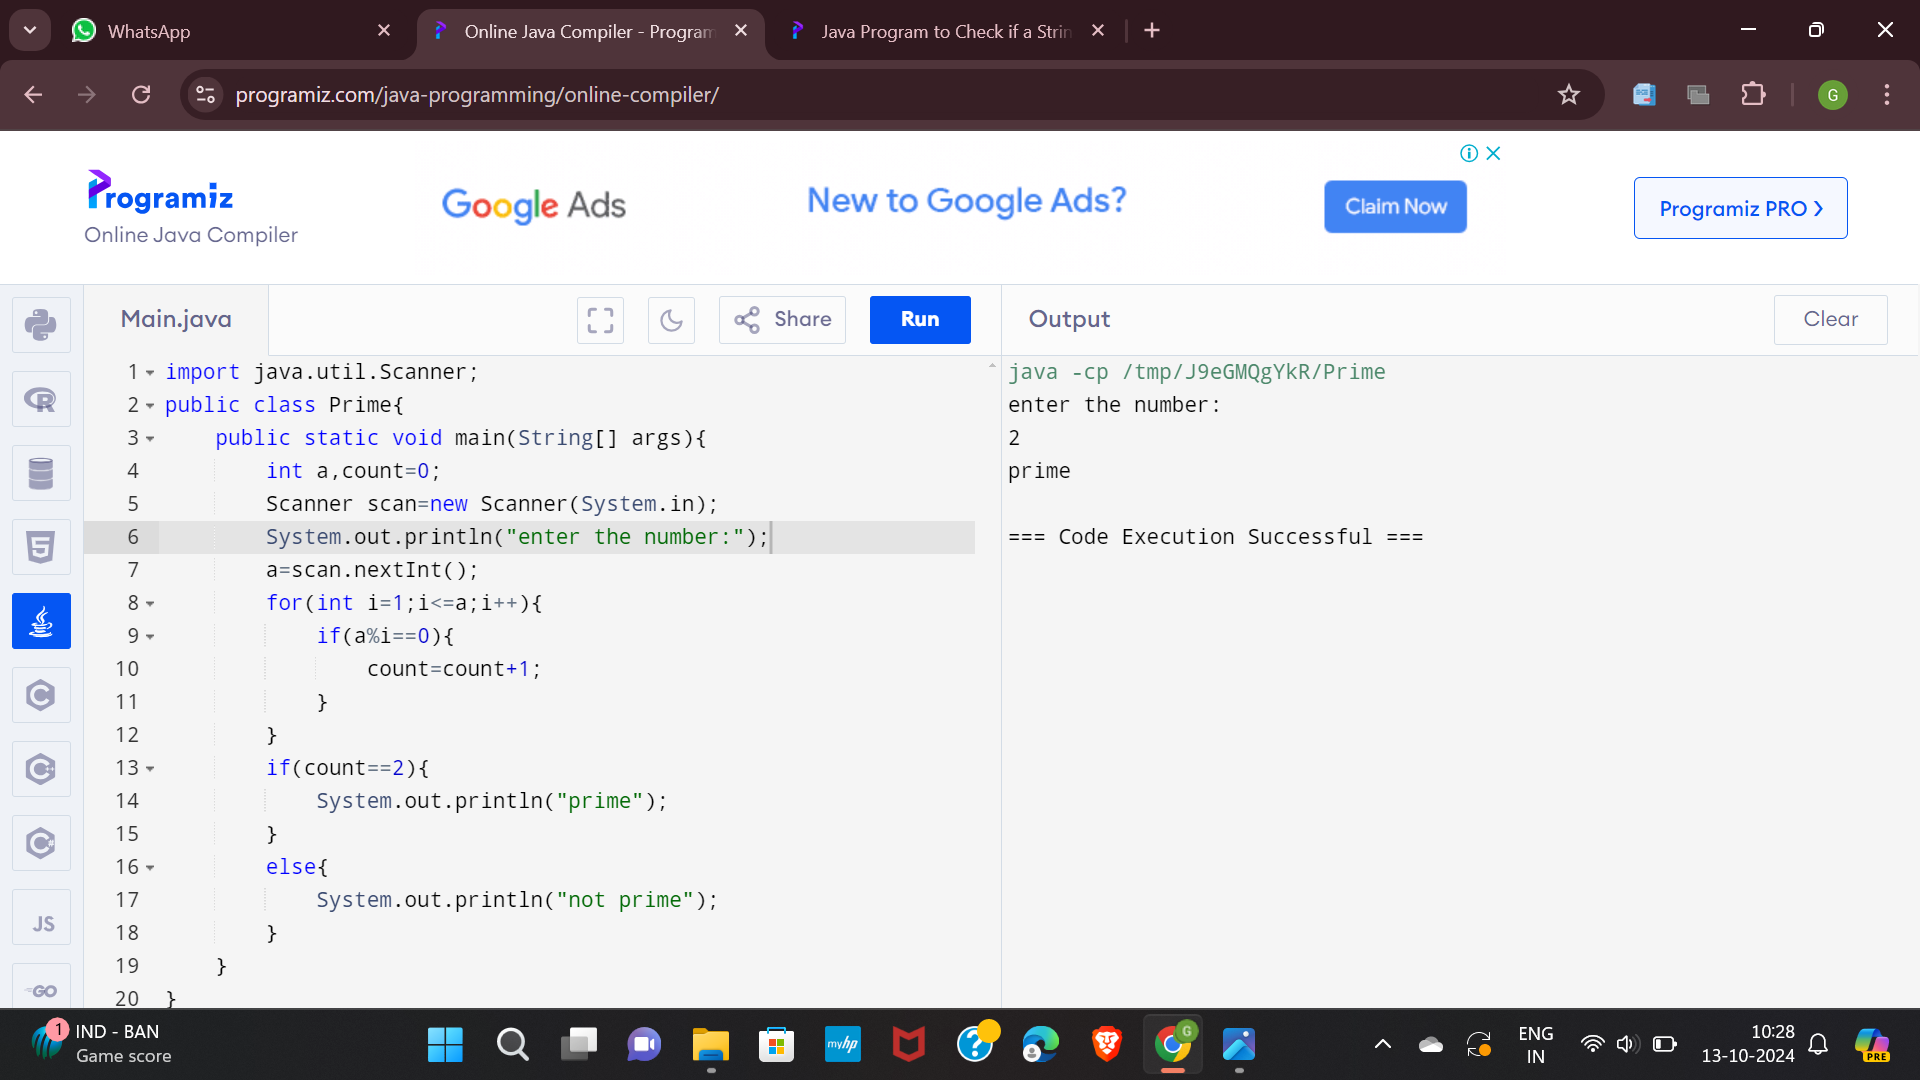 WhatsApp
Online Java Compiler - Program
Java Program to Check if a Strin
programiz.com/java-programming/online-compiler/
G
Programiz
Online Java Compiler
Google Ads
New to Google Ads?
Claim Now
Programiz PRO
Main.java
Share
Run
Output
Clear
1 import java.util.Scanner;
2 public class Prime{
3 public static void main(String[] args){
4 int a,count=0;
5 Scanner scan=new Scanner(System.in);
6 System.out.println("enter the number:");
7 a=scan.nextInt();
8 for(int i=1;i<=a;i++){
9 if(a%i==0){
10 count=count+1;
11 }
12 }
13 if(count==2){
14 System.out.println("prime");
15 }
16 else{
17 System.out.println("not prime");
18 }
19 }
20 }
java -cp /tmp/J9eGMQgYkR/Prime
enter the number:
2
prime
=== Code Execution Successful ===
R
5
C
C
C#
JS
GO
1
IND - BAN
Game score
myhp
G
ENG
IN
10:28
13-10-2024
PRE